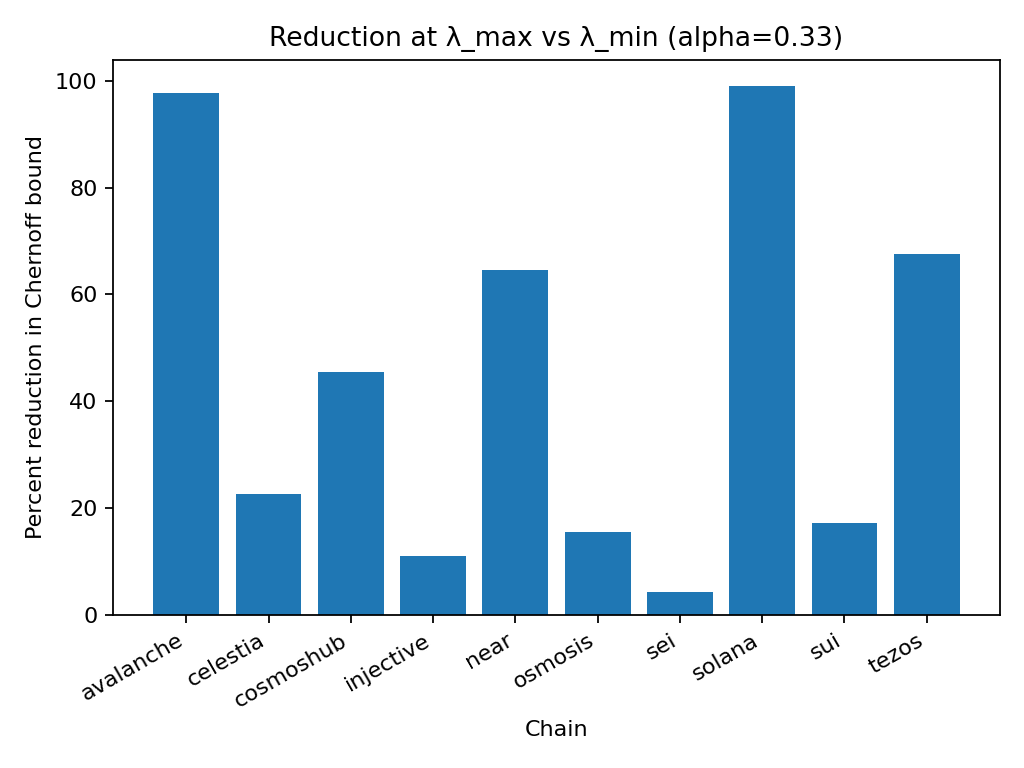 Reduction at λ_max vs λ_min (alpha=0.33)
Percent reduction in Chernoff bound
100
80
60
40
20
0
avalanche
celestia
cosmoshub
injective
near
osmosis
sei
solana
sui
tezos
Chain